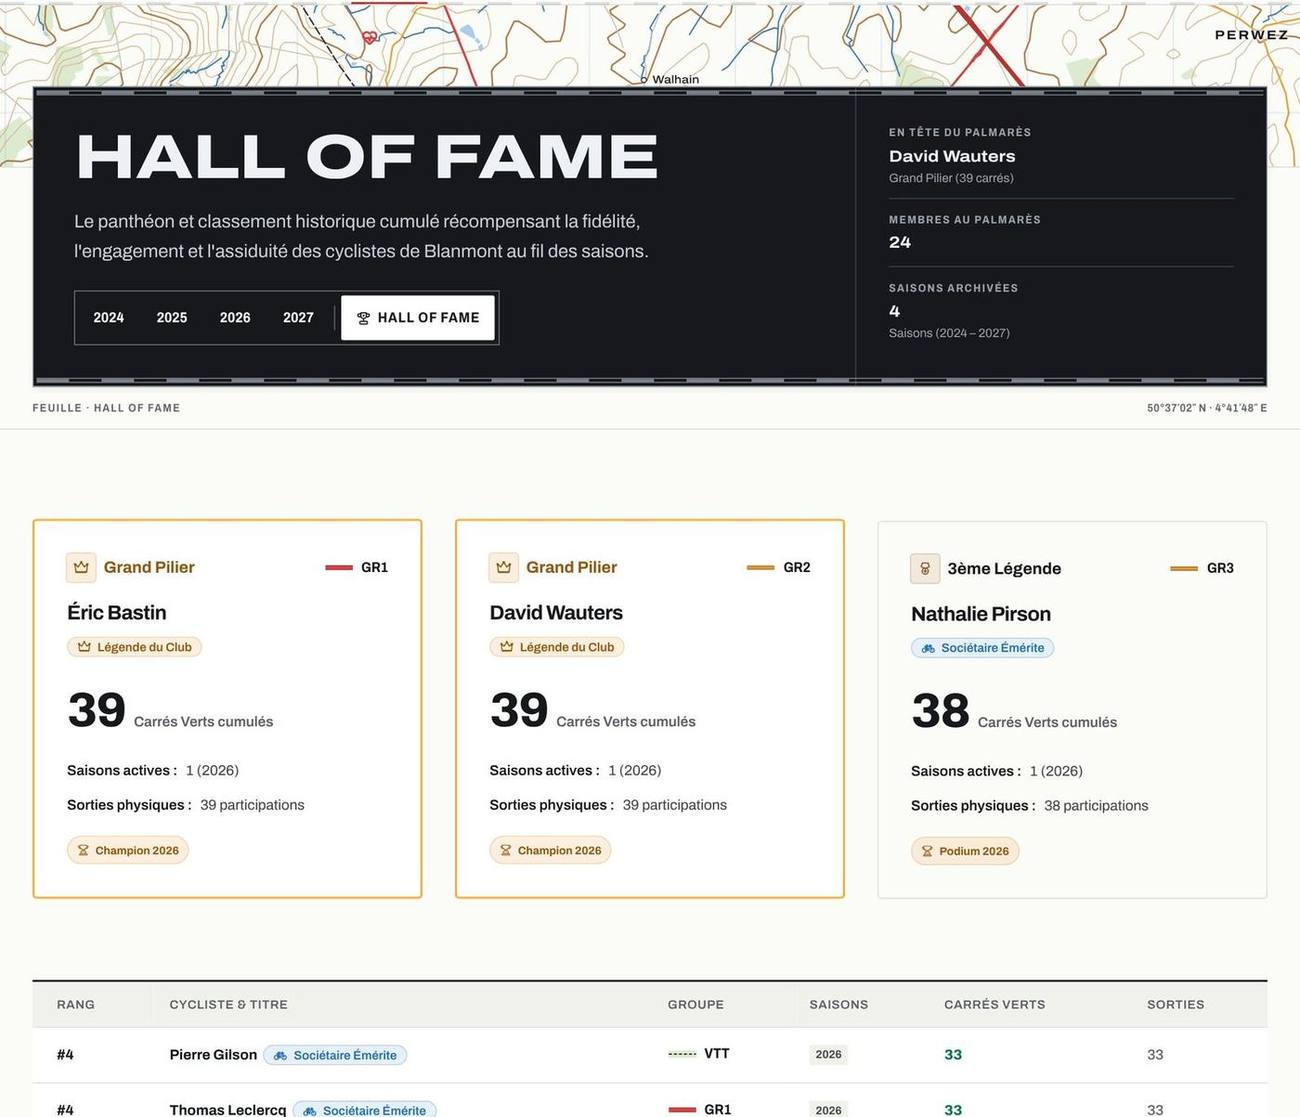 PERWEZ
Walhain
HALL OF FAME
Le panthéon et classement historique cumulé récompensant la fidélité,
l'engagement et l'assiduité des cyclistes de Blanmont au fil des saisons.
2024 2025 2026 2027 HALL OF FAME
EN TÊTE DU PALMARÈS
David Wauters
Grand Pilier (39 carrés)
MEMBRES AU PALMARÈS
24
SAISONS ARCHIVÉES
4
Saisons (2024 – 2027)
FEUILLE · HALL OF FAME
50°37'02" N · 4°41'48" E
Grand Pilier GR1
Éric Bastin
Légende du Club
39 Carrés Verts cumulés
Saisons actives : 1 (2026)
Sorties physiques : 39 participations
Champion 2026
Grand Pilier GR2
David Wauters
Légende du Club
39 Carrés Verts cumulés
Saisons actives : 1 (2026)
Sorties physiques : 39 participations
Champion 2026
3ème Légende GR3
Nathalie Pirson
Sociétaire Émérite
38 Carrés Verts cumulés
Saisons actives : 1 (2026)
Sorties physiques : 38 participations
Podium 2026
RANG CYCLISTE & TITRE GROUPE SAISONS CARRÉS VERTS SORTIES
#4 Pierre Gilson Sociétaire Émérite VTT 2026 33 33
#4 Thomas Leclercq Sociétaire Émérite GR1 2026 33 33